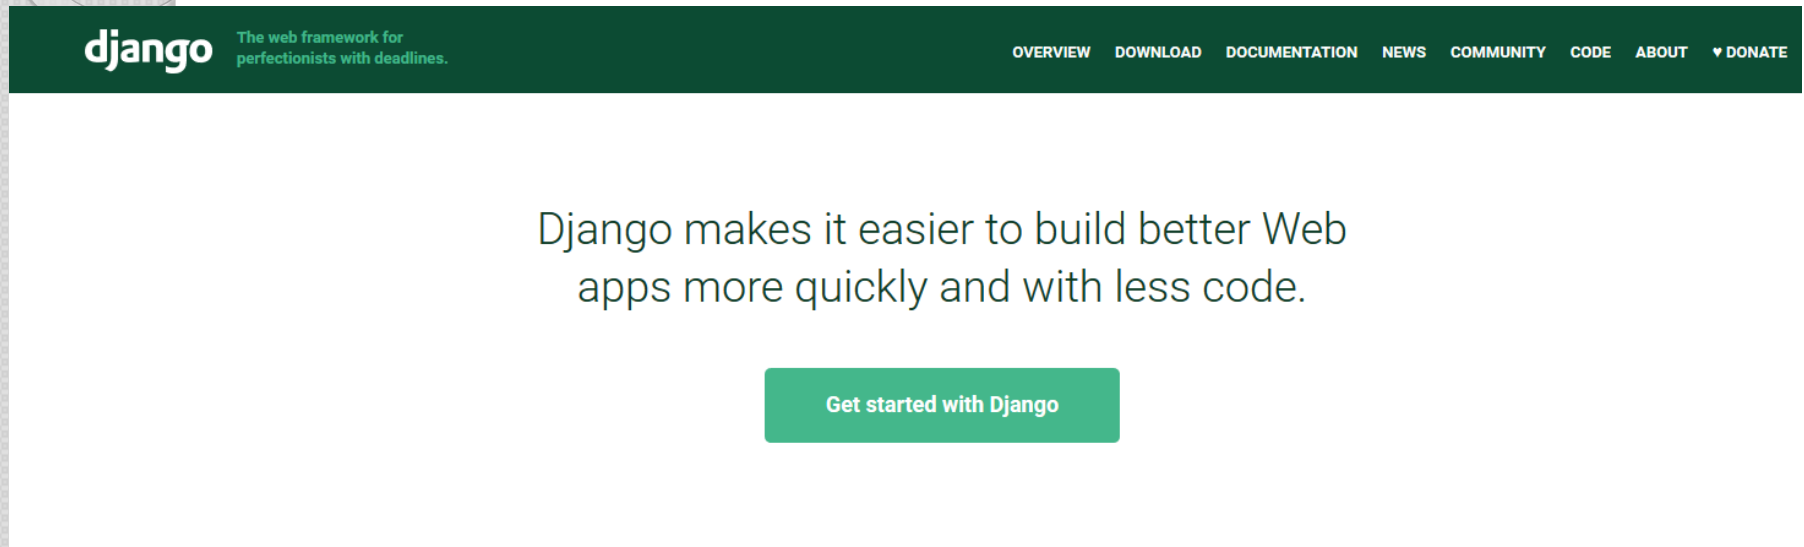 django
The web framework for
perfectionists with deadlines.
OVERVIEW DOWNLOAD DOCUMENTATION NEWS COMMUNITY CODE ABOUT ♥ DONATE
Django makes it easier to build better Web
apps more quickly and with less code.
Get started with Django